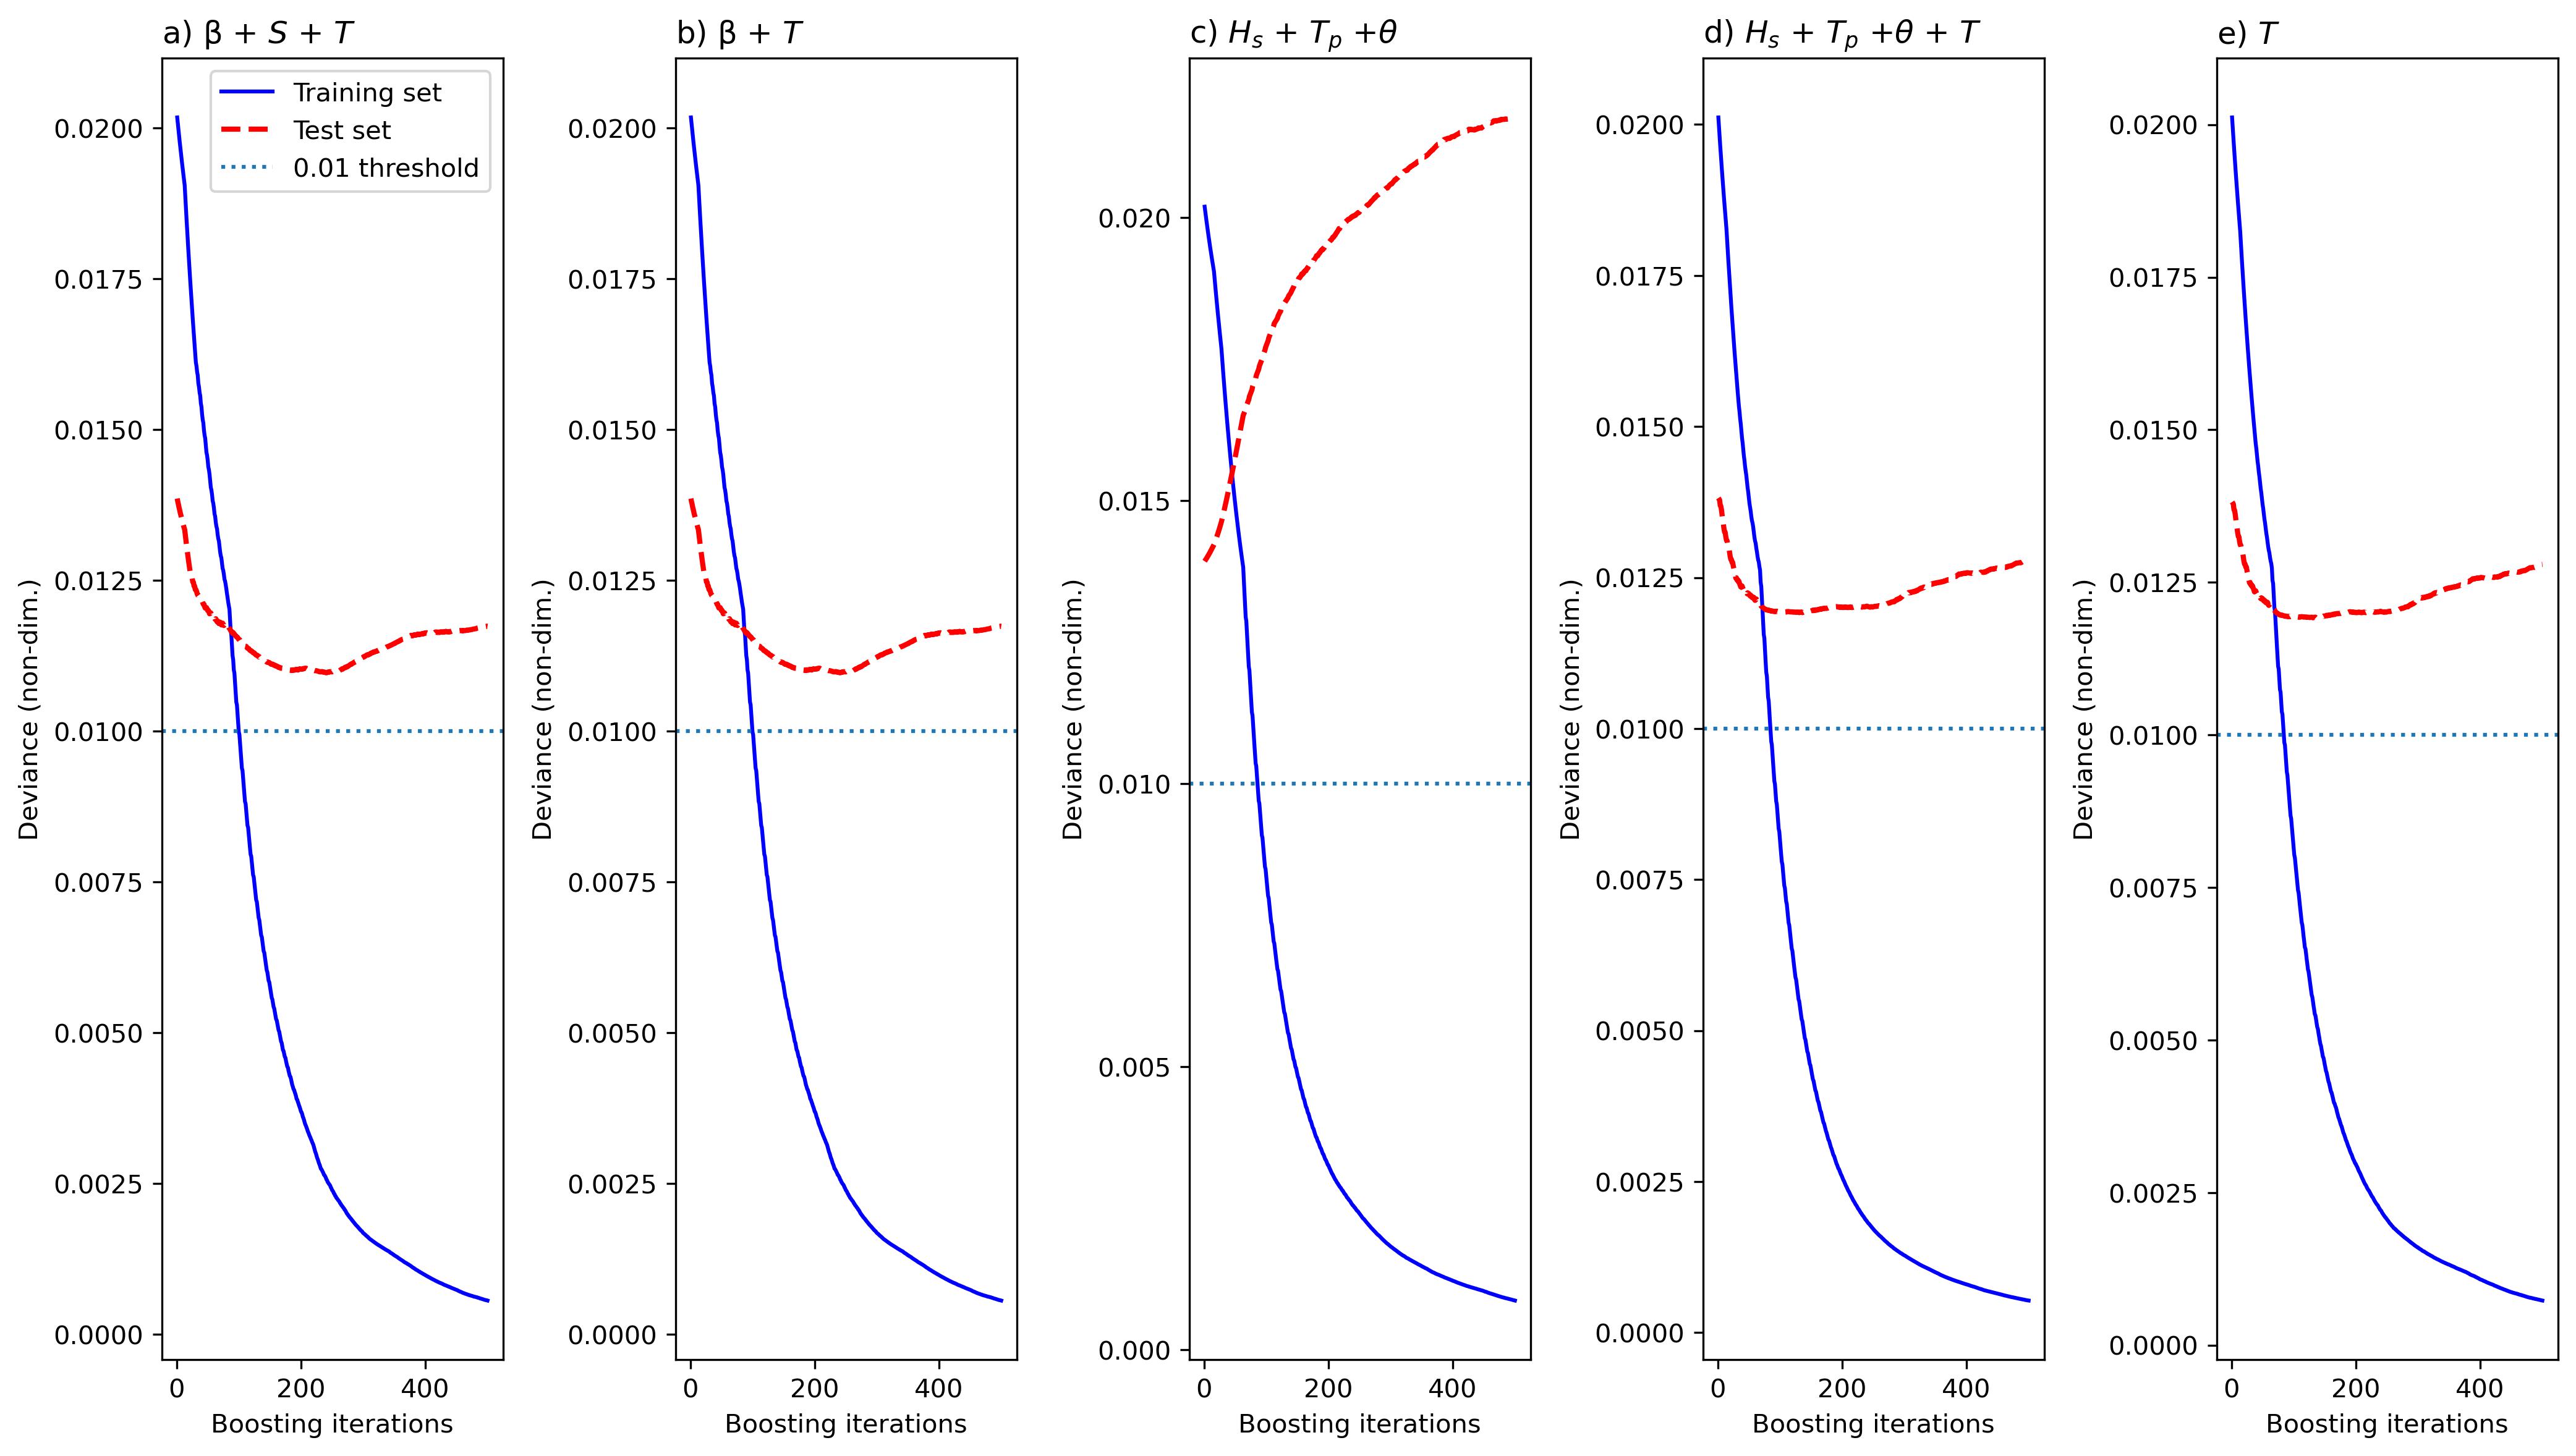 a) β + S + T
Training set
Test set
0.01 threshold
0.0200
0.0175
0.0150
0.0125
0.0100
0.0075
0.0050
0.0025
0.0000
Deviance (non-dim.)
0 200 400
Boosting iterations
b) β + T
0.0200
0.0175
0.0150
0.0125
0.0100
0.0075
0.0050
0.0025
0.0000
Deviance (non-dim.)
0 200 400
Boosting iterations
c) Hₛ + Tₚ +θ
0.020
0.015
0.010
0.005
0.000
Deviance (non-dim.)
0 200 400
Boosting iterations
d) Hₛ + Tₚ +θ + T
0.0200
0.0175
0.0150
0.0125
0.0100
0.0075
0.0050
0.0025
0.0000
Deviance (non-dim.)
0 200 400
Boosting iterations
e) T
0.0200
0.0175
0.0150
0.0125
0.0100
0.0075
0.0050
0.0025
0.0000
Deviance (non-dim.)
0 200 400
Boosting iterations